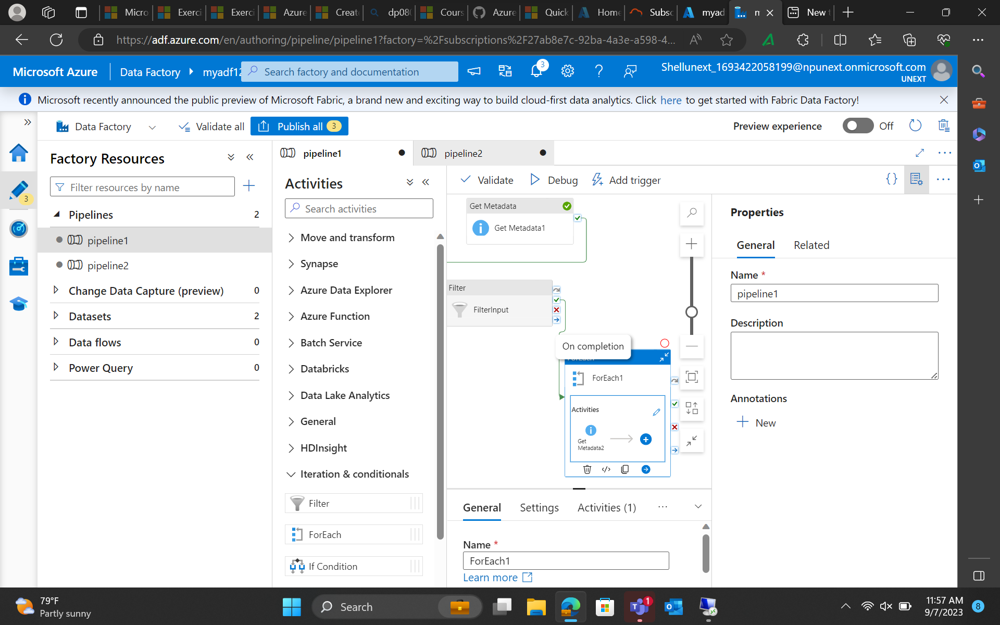 Micro
Exerci
Exerci
Azure
Create
dp08
Cours
Azure
Quick
Home
Subsc
myad
m
New t
https://adf.azure.com/en/authoring/pipeline/pipeline1?factory=%2Fsubscriptions%2F27ab8e7c-92ba-4a3e-a598-4...
Microsoft Azure
Data Factory
myadf12
Search factory and documentation
3
Shellunext_1693422058199@npunext.onmicrosoft.com
UNEXT
Microsoft recently announced the public preview of Microsoft Fabric, a brand new and exciting way to build cloud-first data analytics. Click here to get started with Fabric Data Factory!
Data Factory
Validate all
Publish all 3
Preview experience
Off
3
Factory Resources
Filter resources by name
Pipelines 2
pipeline1
pipeline2
Change Data Capture (preview) 0
Datasets 2
Data flows 0
Power Query 0
pipeline1
pipeline2
Activities
Search activities
Move and transform
Synapse
Azure Data Explorer
Azure Function
Batch Service
Databricks
Data Lake Analytics
General
HDInsight
Iteration & conditionals
Filter
ForEach
If Condition
Validate
Debug
Add trigger
{}
Get Metadata
Get Metadata1
Filter
FilterInput
On completion
ForEach
ForEach1
Activities
Get
Metadata2
General
Settings
Activities (1)
...
Name *
ForEach1
Learn more
Properties
General
Related
Name *
pipeline1
Description
Annotations
New
79°F
Partly sunny
Search
1
11:57 AM
9/7/2023
8